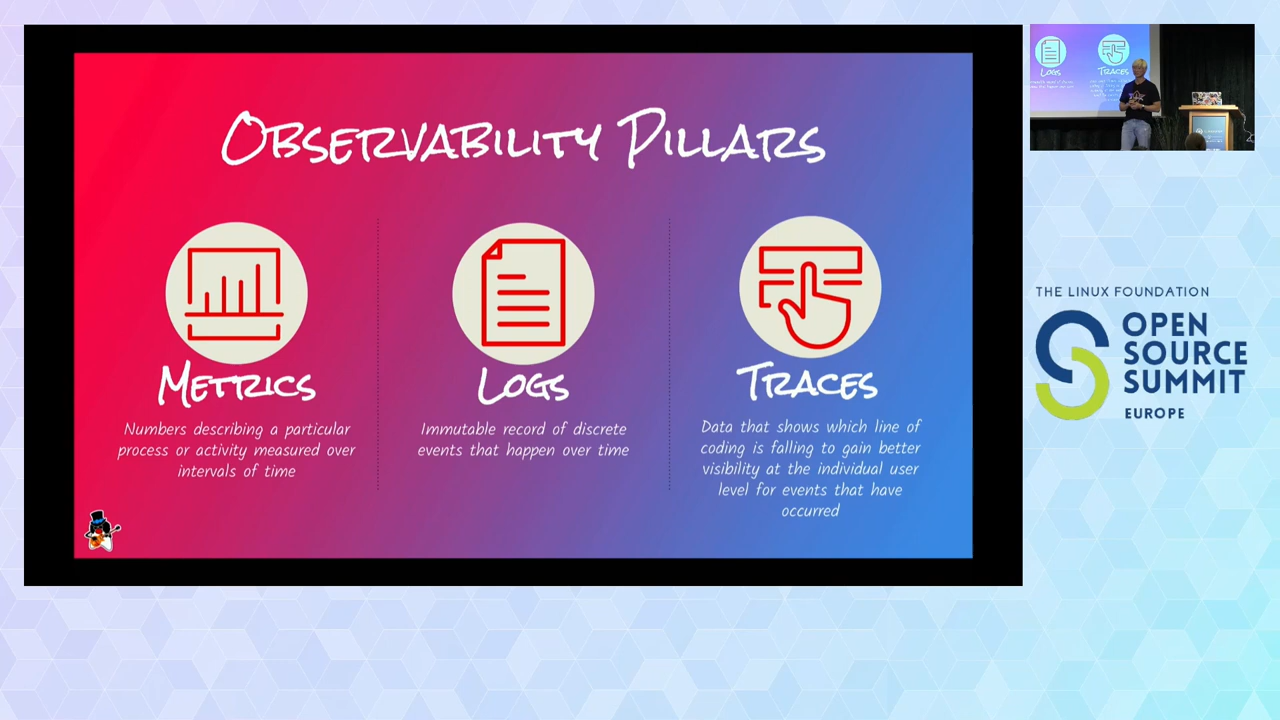 Observability Pillars
Metrics
Numbers describing a particular
process or activity measured over
intervals of time
Logs
Immutable record of discrete
events that happen over time
Traces
Data that shows which line of
coding is falling to gain better
visibility at the individual user
level for events that have
occurred
Logs
Traces
THE LINUX FOUNDATION
OPEN
SOURCE
SUMMIT
EUROPE